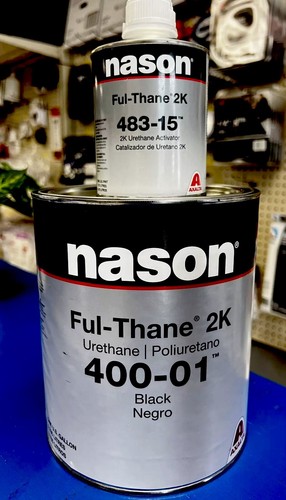 nason®
Ful-Thane® 2K
483-15™
2K Urethane Activator
Catalizador de Uretano 2K
AXALTA
nason®
Ful-Thane® 2K
Urethane | Poliuretano
400-01™
Black
Negro
GALLON
AXALTA